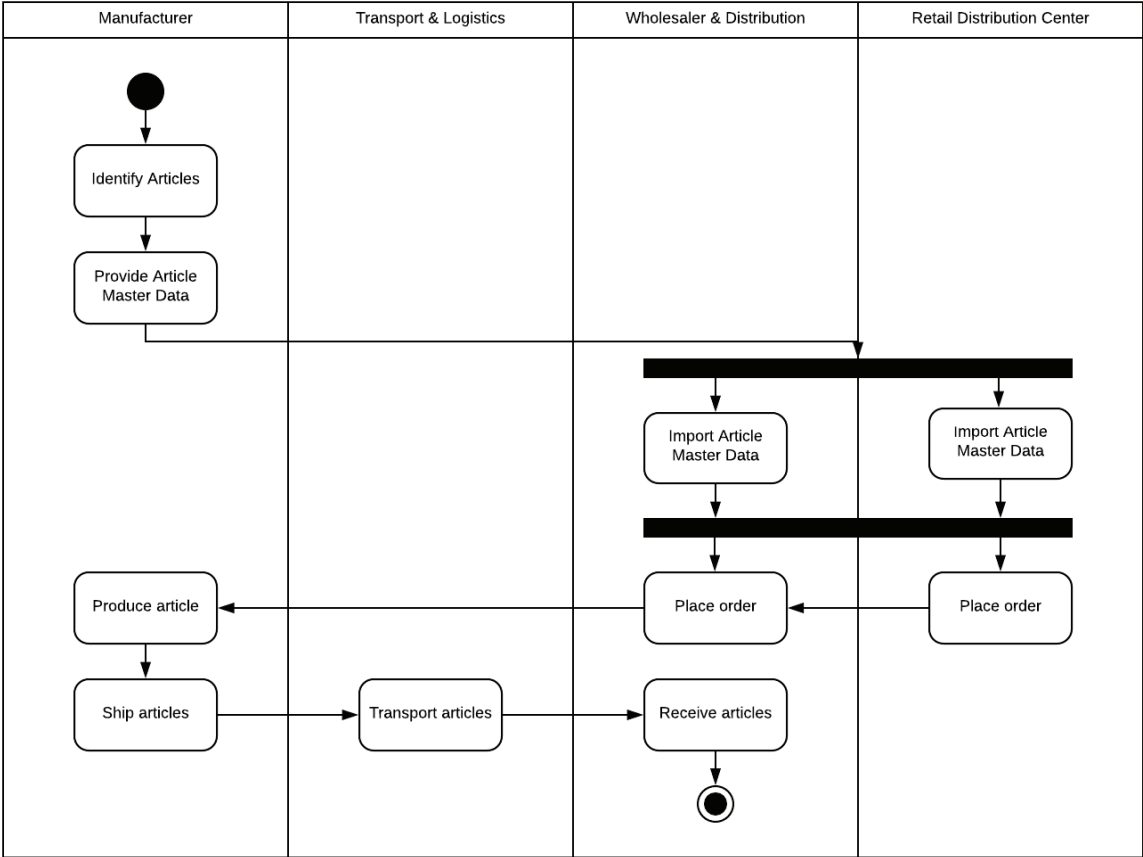 Manufacturer
Transport & Logistics
Wholesaler & Distribution
Retail Distribution Center
Identify Articles
Provide Article
Master Data
Import Article
Master Data
Import Article
Master Data
Produce article
Place order
Place order
Ship articles
Transport articles
Receive articles